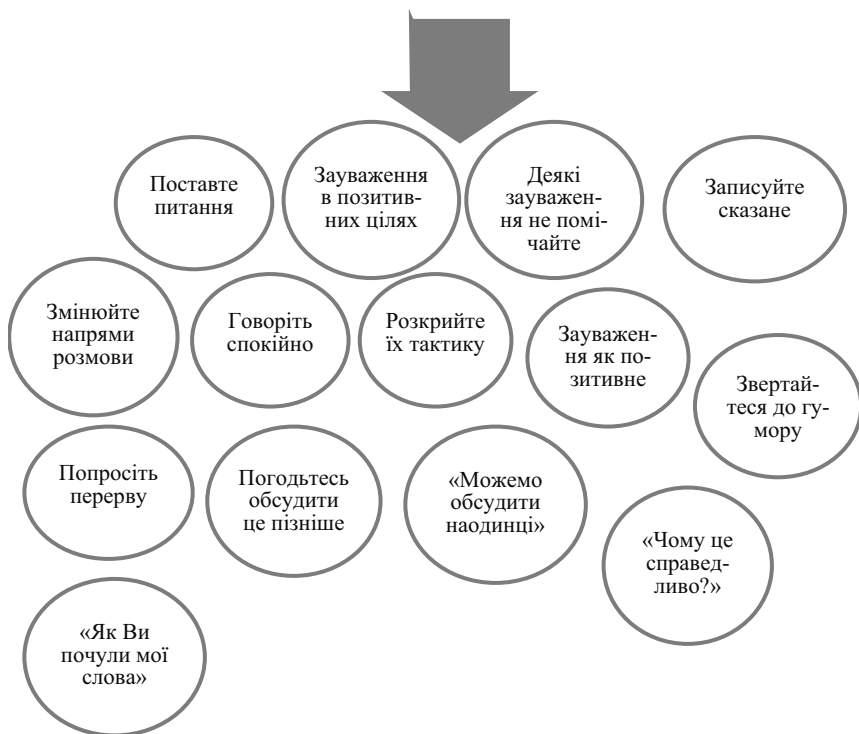 Поставте
питання
Зауваження
в позитив-
них цілях
Деякі
зауважен-
ня не помі-
чайте
Записуйте
сказане
Змінюйте
напрями
розмови
Говоріть
спокійно
Розкрийте
їх тактику
Зауважен-
ня як по-
зитивне
Звертай-
теся до гу-
мору
Попросіть
перерву
Погодьтесь
обсудити
це пізніше
«Можемо
обсудити
наодинці»
«Чому це
справед-
ливо?»
«Як Ви
почули мої
слова»